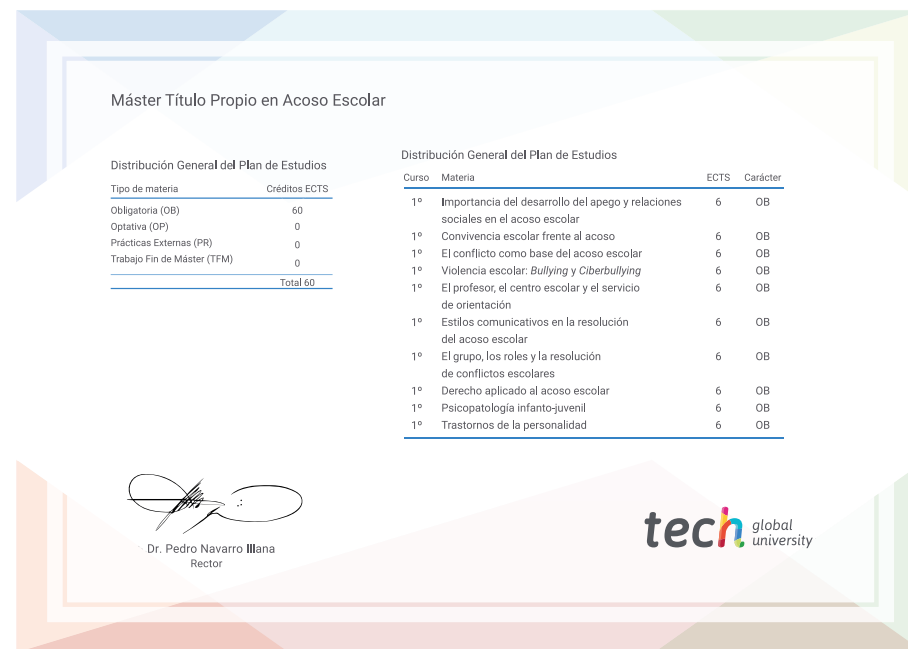 Máster Título Propio en Acoso Escolar
Distribución General del Plan de Estudios
Tipo de materia Créditos ECTS
Obligatoria (OB) 60
Optativa (OP) 0
Prácticas Externas (PR) 0
Trabajo Fin de Máster (TFM) 0
Total 60
Distribución General del Plan de Estudios
Curso Materia ECTS Carácter
1º Importancia del desarrollo del apego y relaciones 6 OB
sociales en el acoso escolar
1º Convivencia escolar frente al acoso 6 OB
1º El conflicto como base del acoso escolar 6 OB
1º Violencia escolar: Bullying y Ciberbullying 6 OB
1º El profesor, el centro escolar y el servicio 6 OB
de orientación
1º Estilos comunicativos en la resolución 6 OB
del acoso escolar
1º El grupo, los roles y la resolución 6 OB
de conflictos escolares
1º Derecho aplicado al acoso escolar 6 OB
1º Psicopatología infanto-juvenil 6 OB
1º Trastornos de la personalidad 6 OB
Dr. Pedro Navarro Illana
Rector
tech global
university